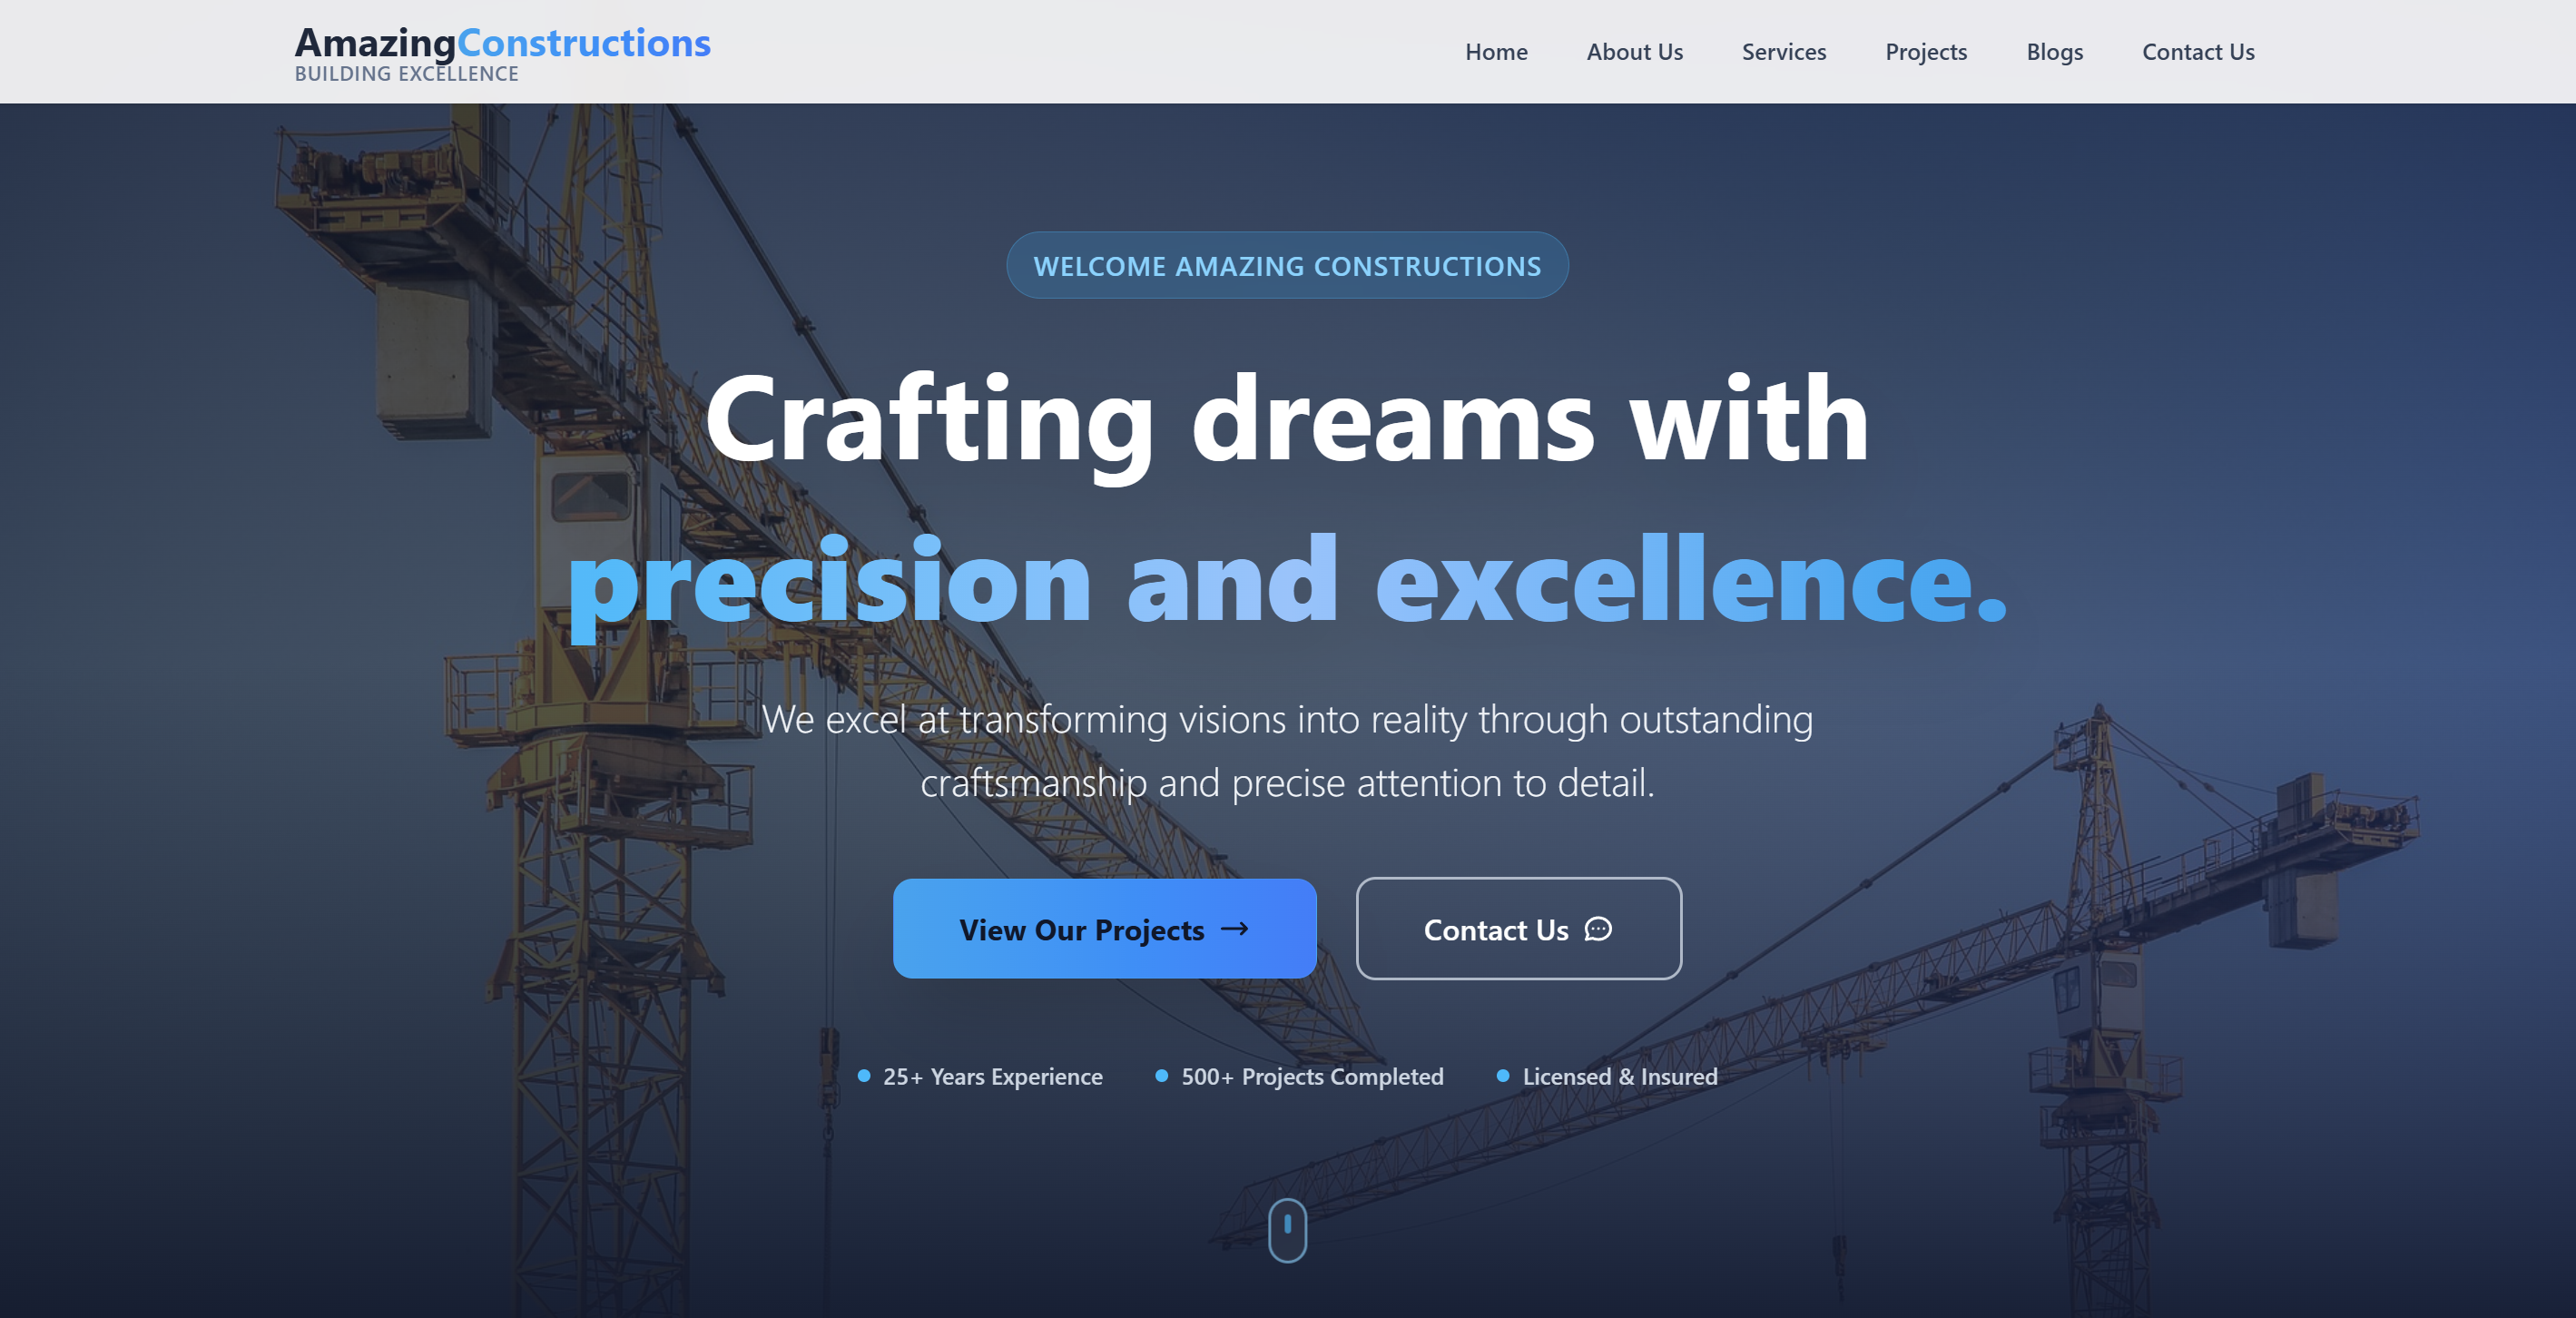 AmazingConstructions
BUILDING EXCELLENCE
Home About Us Services Projects Blogs Contact Us
WELCOME AMAZING CONSTRUCTIONS
Crafting dreams with
precision and excellence.
We excel at transforming visions into reality through outstanding
craftsmanship and precise attention to detail.
View Our Projects → Contact Us
25+ Years Experience 500+ Projects Completed Licensed & Insured